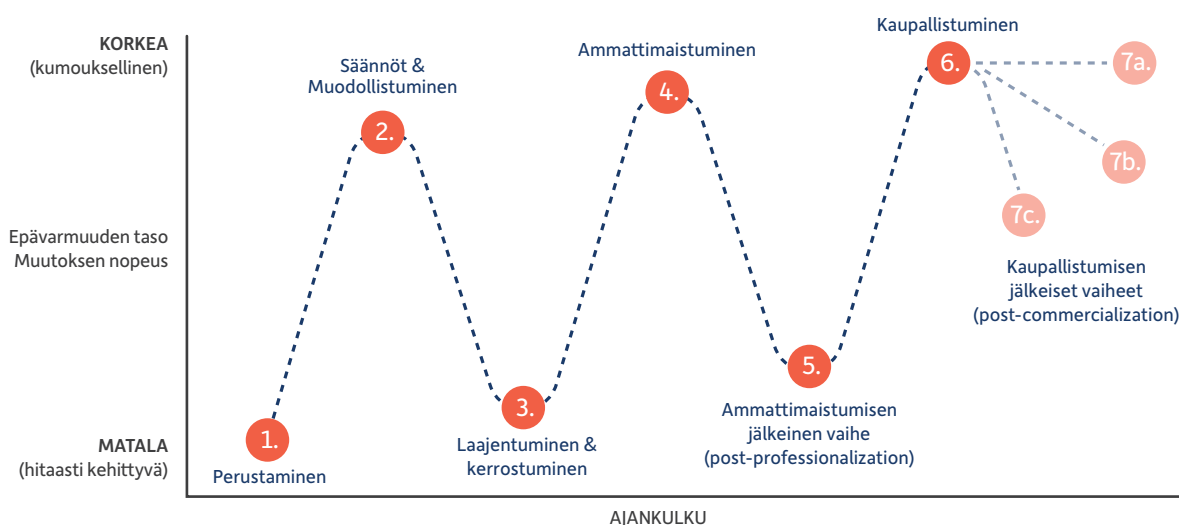 KORKEA
(kumouksellinen)
Epävarmuuden taso
Muutoksen nopeus
MATALA
(hitaasti kehittyvä)
1.
Perustaminen
Säännöt &
Muodollistuminen
2.
3.
Laajentuminen &
kerrostuminen
Ammattimaistuminen
4.
5.
Ammattimaistumisen
jälkeinen vaihe
(post-professionalization)
Kaupallistuminen
6.
7a.
7b.
7c.
Kaupallistumisen
jälkeiset vaiheet
(post-commercialization)
AJANKULKU